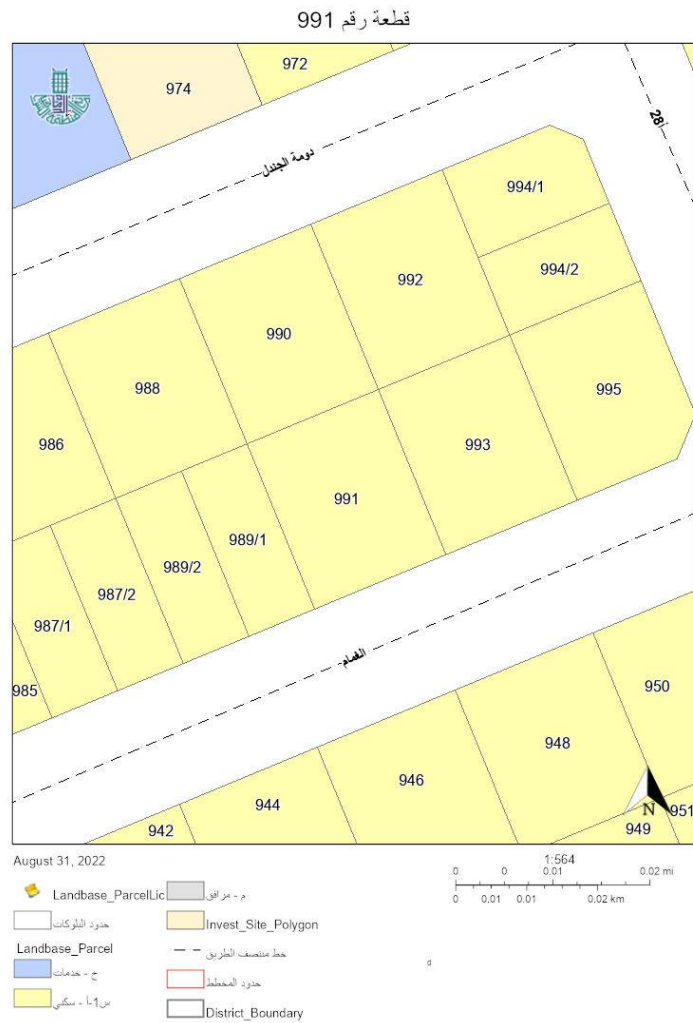 قطعة رقم 991
972
974
28أ
دومة الجندل
994/1
994/2
992
990
995
988
993
986
991
989/1
989/2
987/2
987/1
الغمام
985
950
948
946
944
951
949
942
N
August 31, 2022
1:564
0 0 0.01 0.02 mi
0 0.01 0.01 0.02 km
Landbase_ParcelLic
م - مرافق
حدود البلوكات
Invest_Site_Polygon
Landbase_Parcel
خط منتصف الطريق
خ - خدمات
حدود المخطط
س1-أ - سكني
District_Boundary